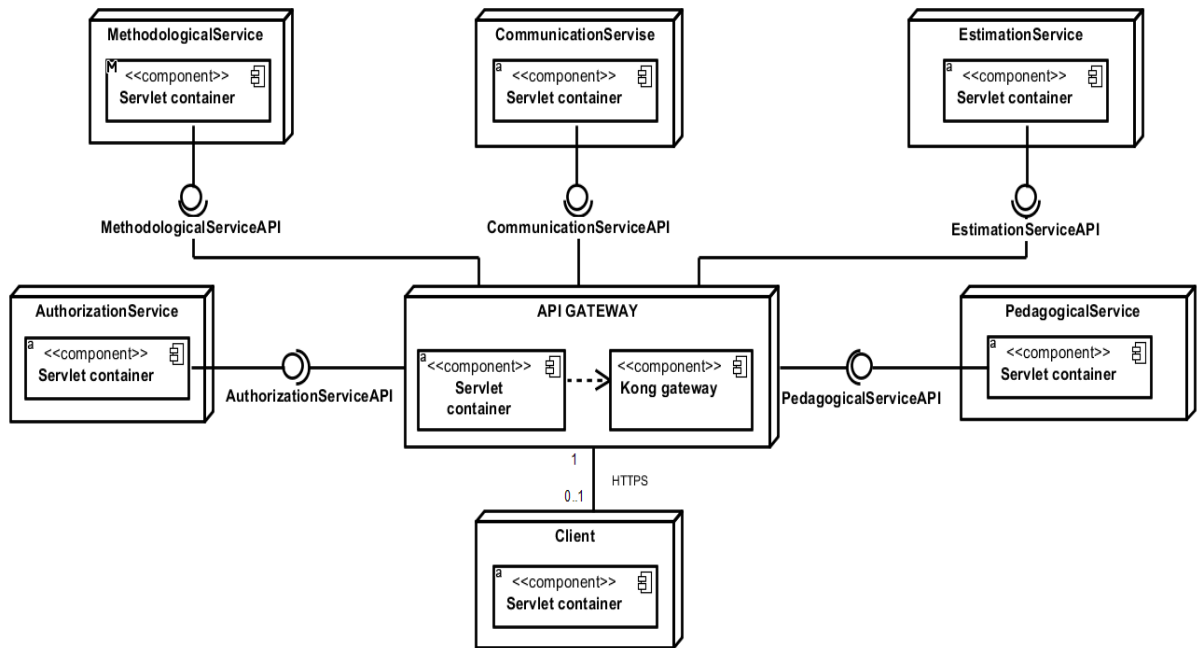 MethodologicalService
M
<<component>>
Servlet container
CommunicationServise
a
<<component>>
Servlet container
EstimationService
a
<<component>>
Servlet container
MethodologicalServiceAPI
CommunicationServiceAPI
EstimationServiceAPI
AuthorizationService
a
<<component>>
Servlet container
AuthorizationServiceAPI
API GATEWAY
a
<<component>>
Servlet
container
<<component>>
Kong gateway
PedagogicalService
a
<<component>>
Servlet container
PedagogicalServiceAPI
1
HTTPS
0..1
Client
a
<<component>>
Servlet container